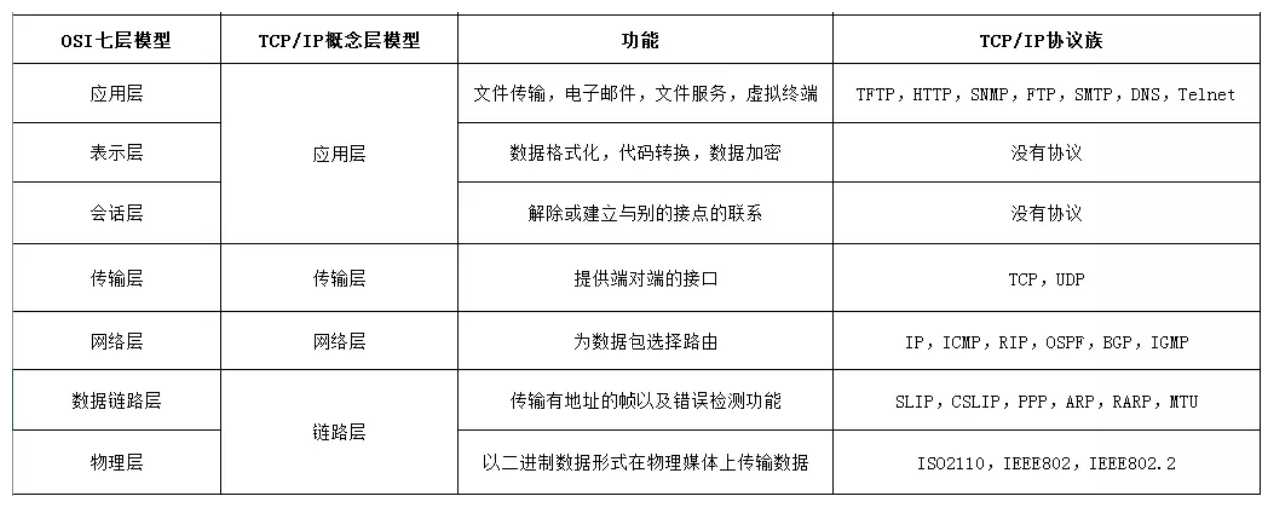 OSI七层模型 TCP/IP概念层模型 功能 TCP/IP协议族
应用层 文件传输，电子邮件，文件服务，虚拟终端 TFTP，HTTP，SNMP，FTP，SMTP，DNS，Telnet
表示层 应用层 数据格式化，代码转换，数据加密 没有协议
会话层 解除或建立与别的接点的联系 没有协议
传输层 传输层 提供端对端的接口 TCP，UDP
网络层 网络层 为数据包选择路由 IP，ICMP，RIP，OSPF，BGP，IGMP
数据链路层 传输有地址的帧以及错误检测功能 SLIP，CSLIP，PPP，ARP，RARP，MTU
链路层
物理层 以二进制数据形式在物理媒体上传输数据 ISO2110，IEEE802，IEEE802.2